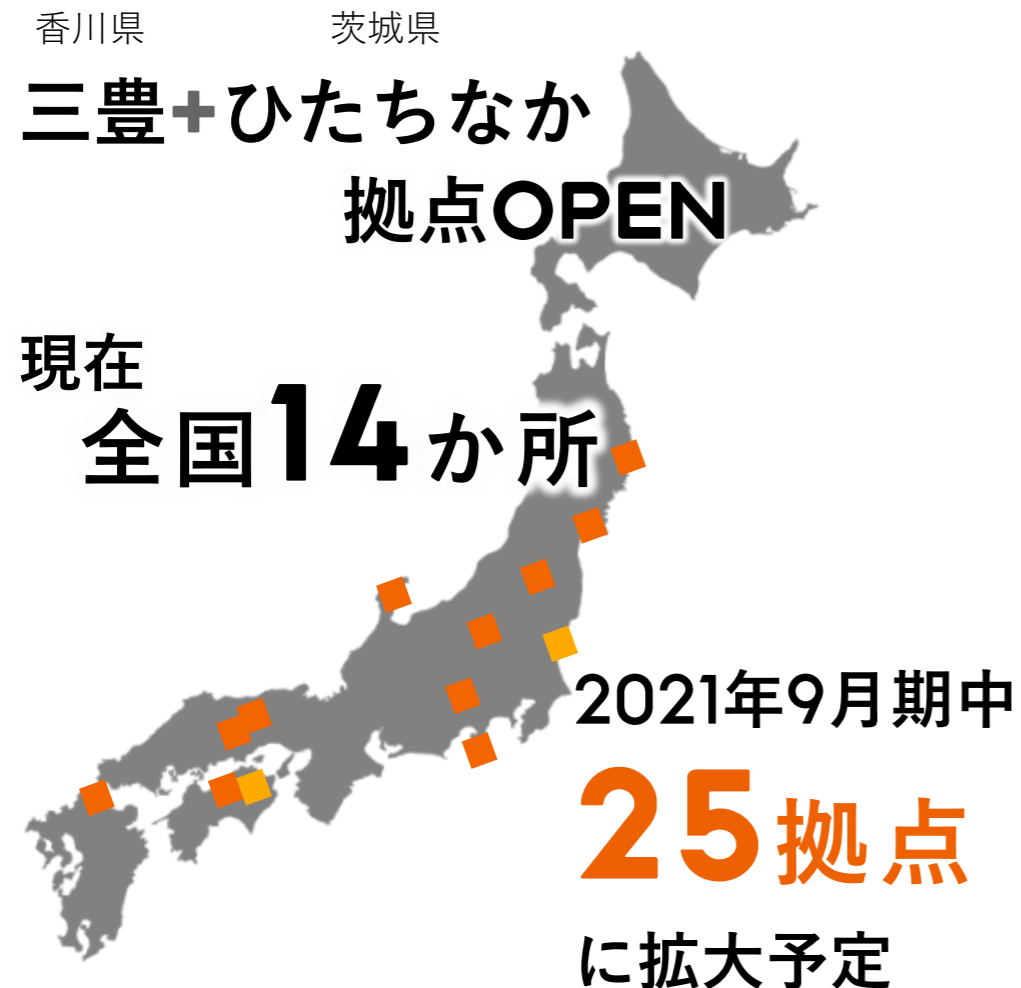 香川県 茨城県
三豊+ひたちなか
拠点OPEN
現在
全国14か所
2021年9月期中
25拠点
に拡大予定